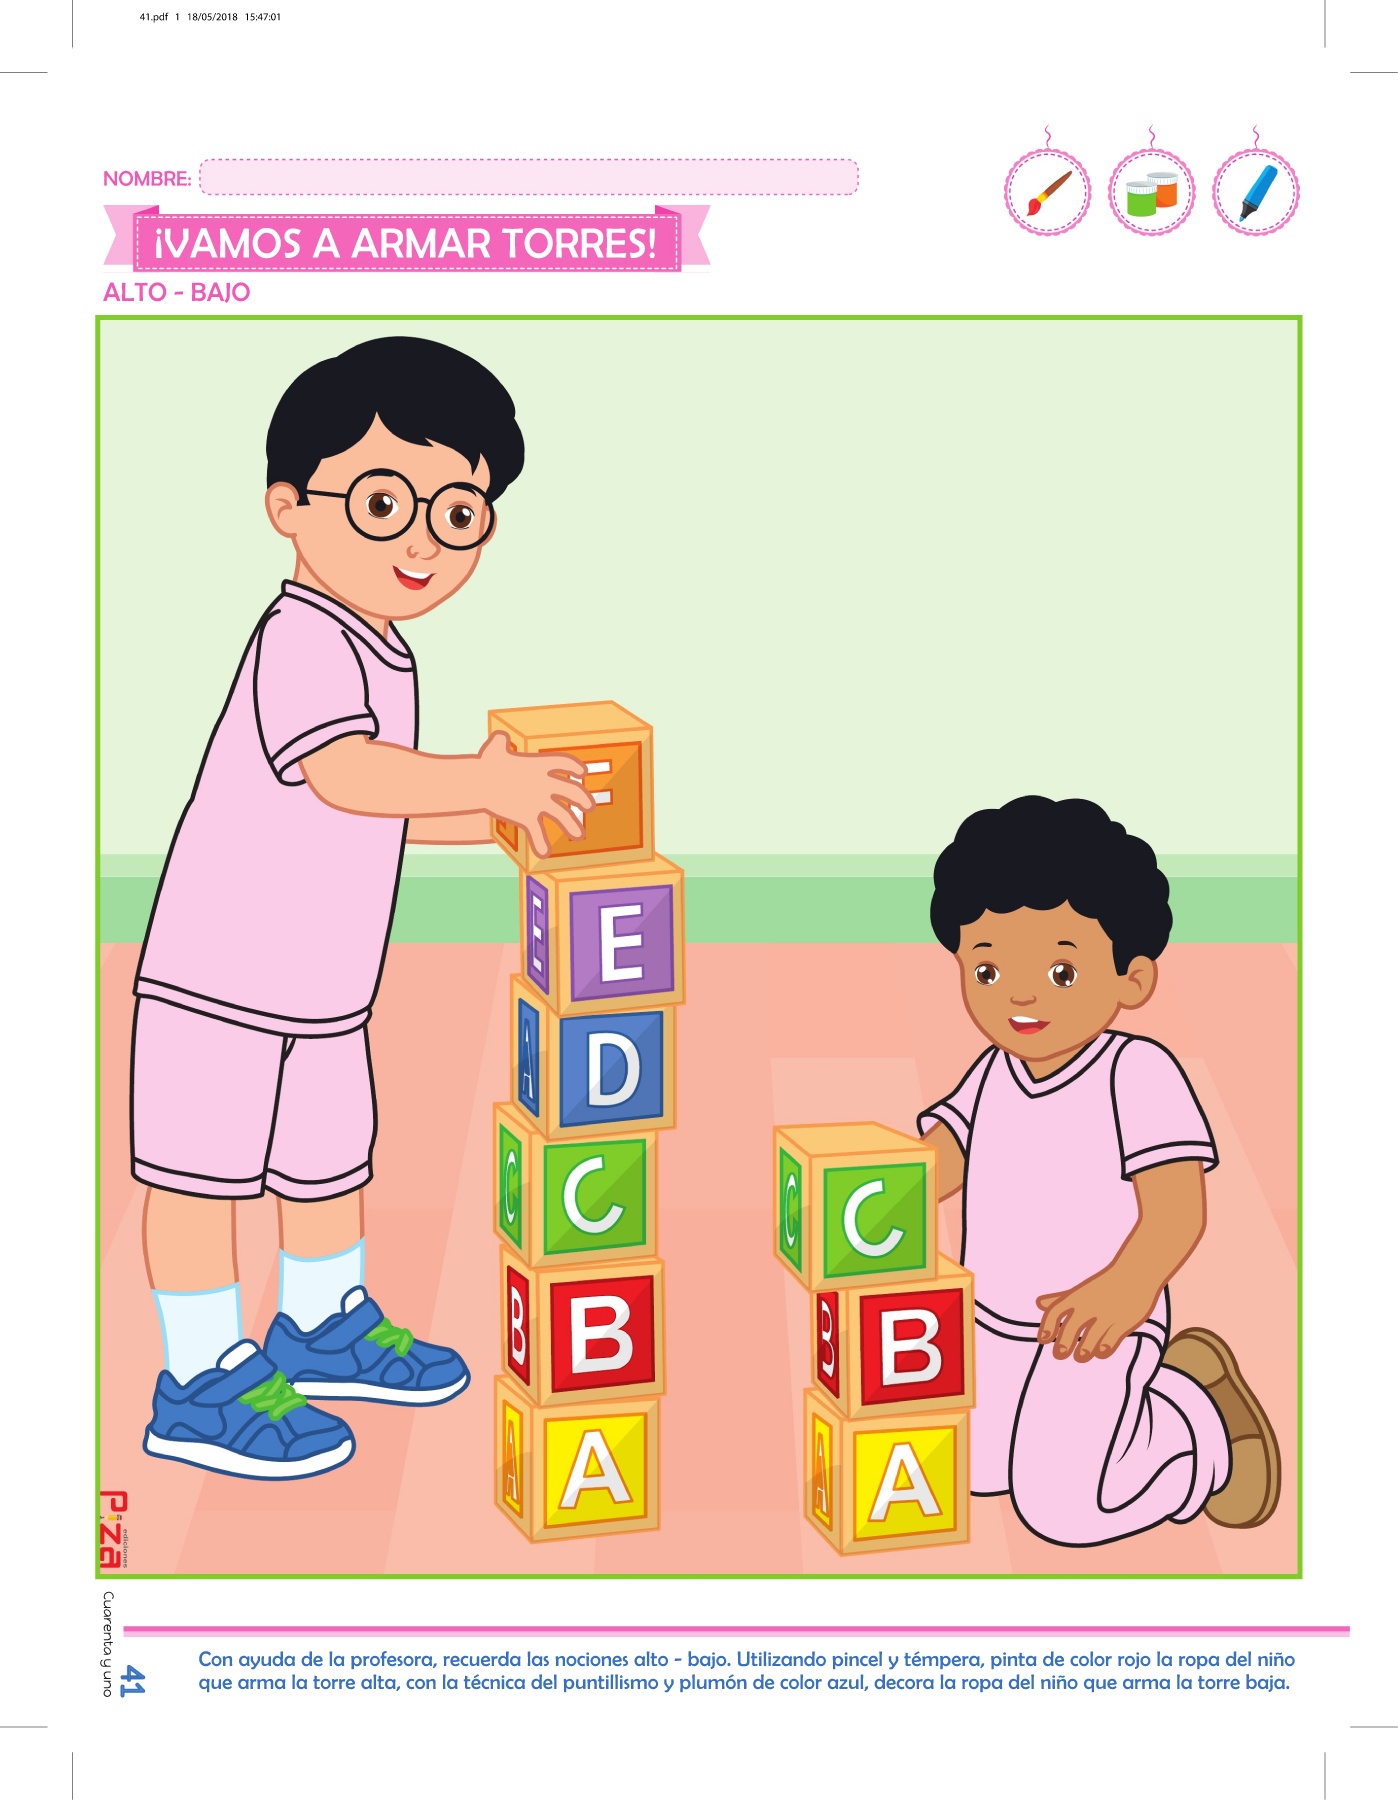 41.pdf 1 18/05/2018 15:47:01
NOMBRE:
¡VAMOS A ARMAR TORRES!
ALTO - BAJO
F
E E
A D
C C
B B
A A
C C
B B
A A
Piza
ediciones
Cuarenta y uno
41
Con ayuda de la profesora, recuerda las nociones alto - bajo. Utilizando pincel y témpera, pinta de color rojo la ropa del niño
que arma la torre alta, con la técnica del puntillismo y plumón de color azul, decora la ropa del niño que arma la torre baja.